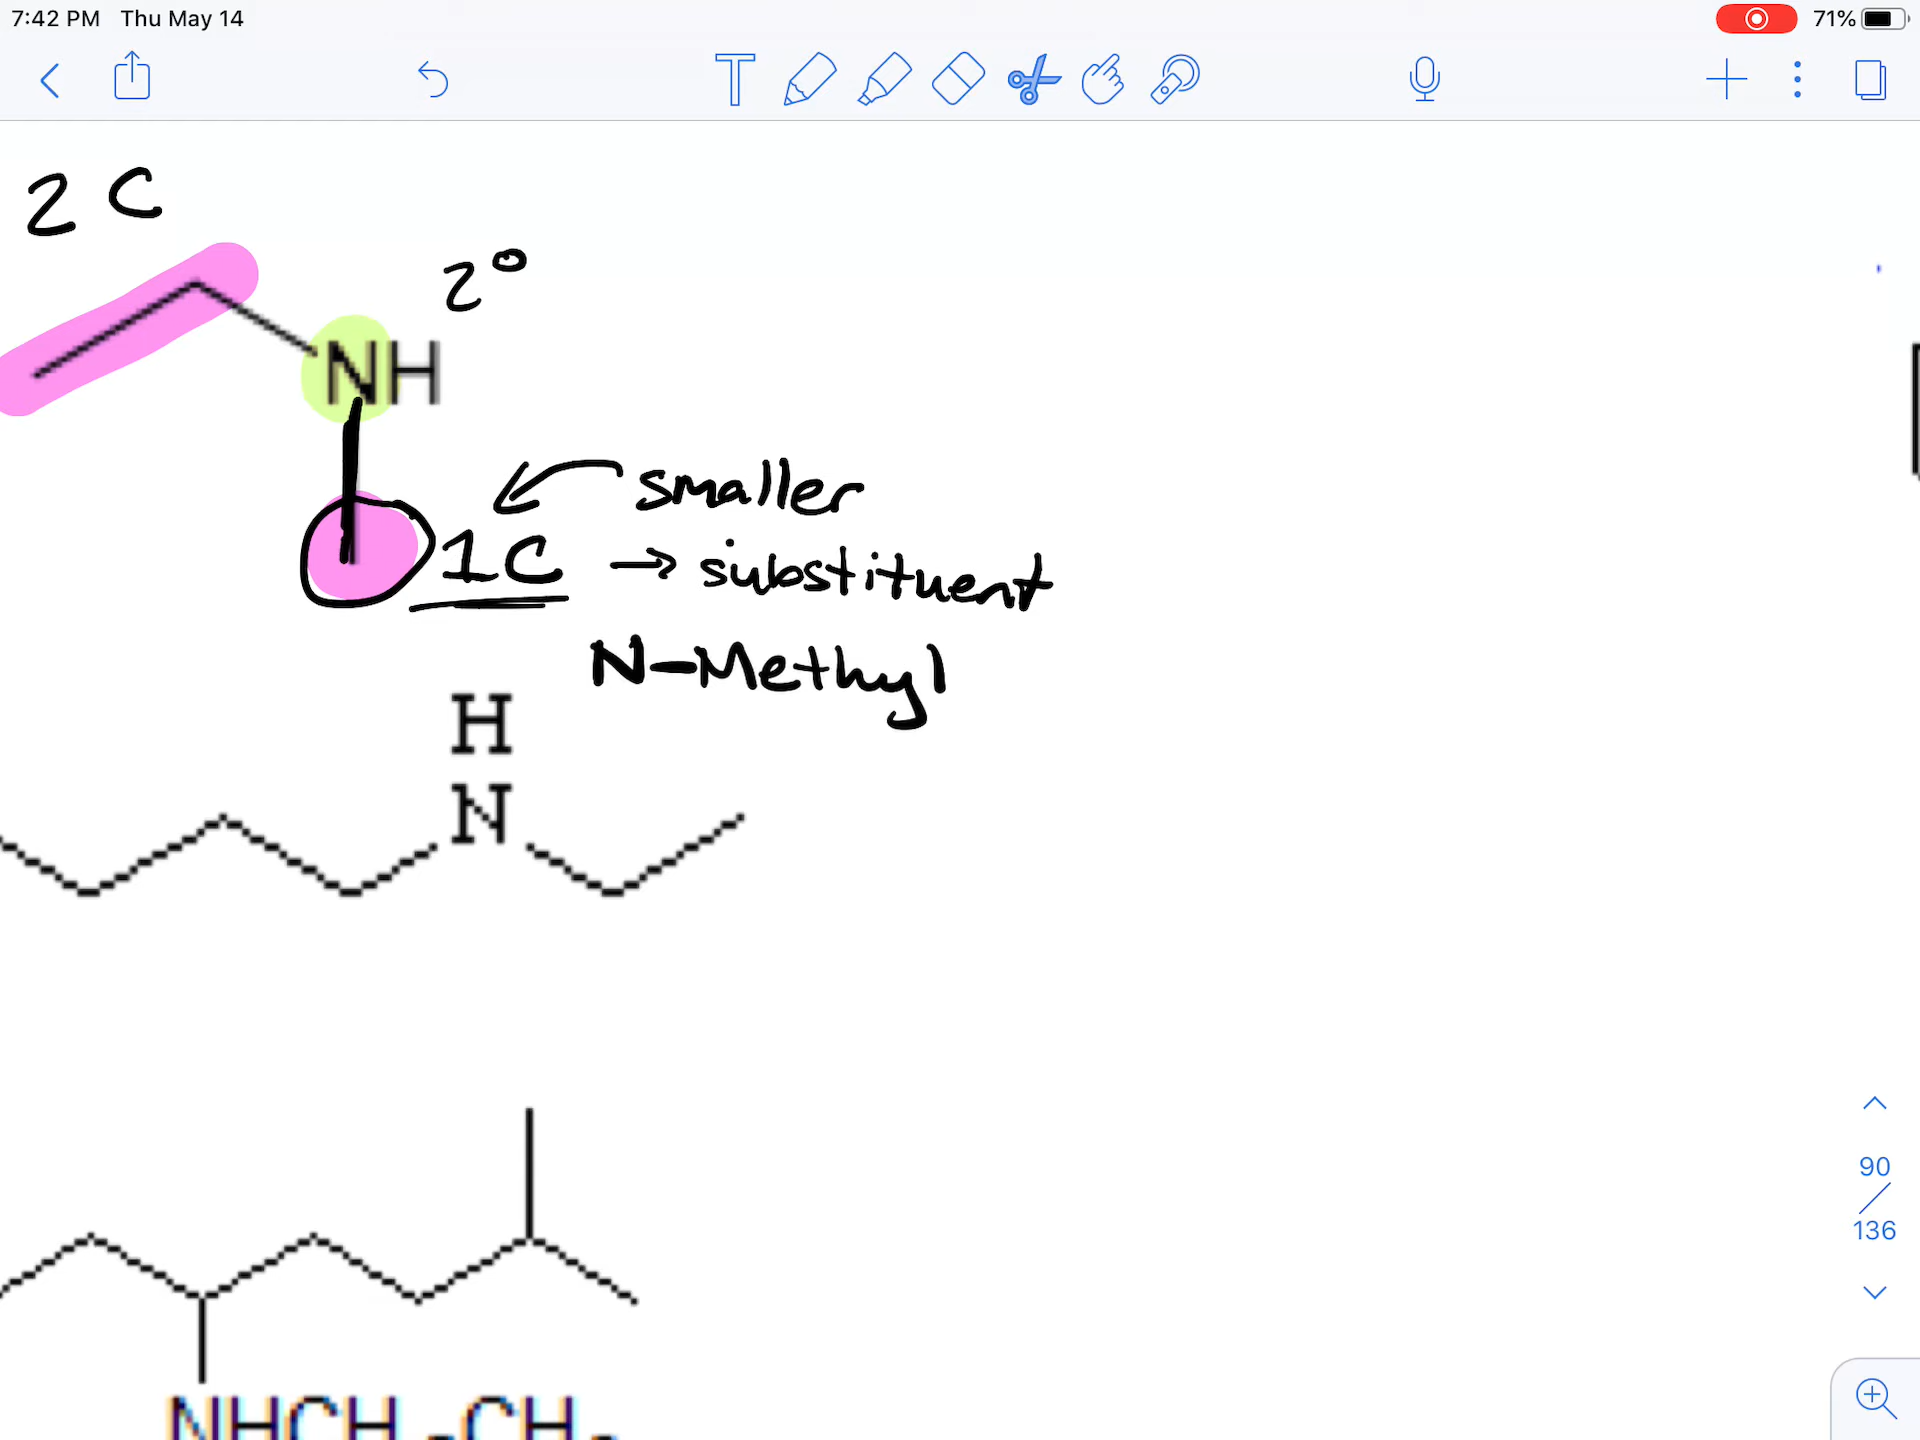 7:42 PM Thu May 14
71%
2 C
2°
NH
smaller
1C → substituent
N-Methyl
H
N
90
136